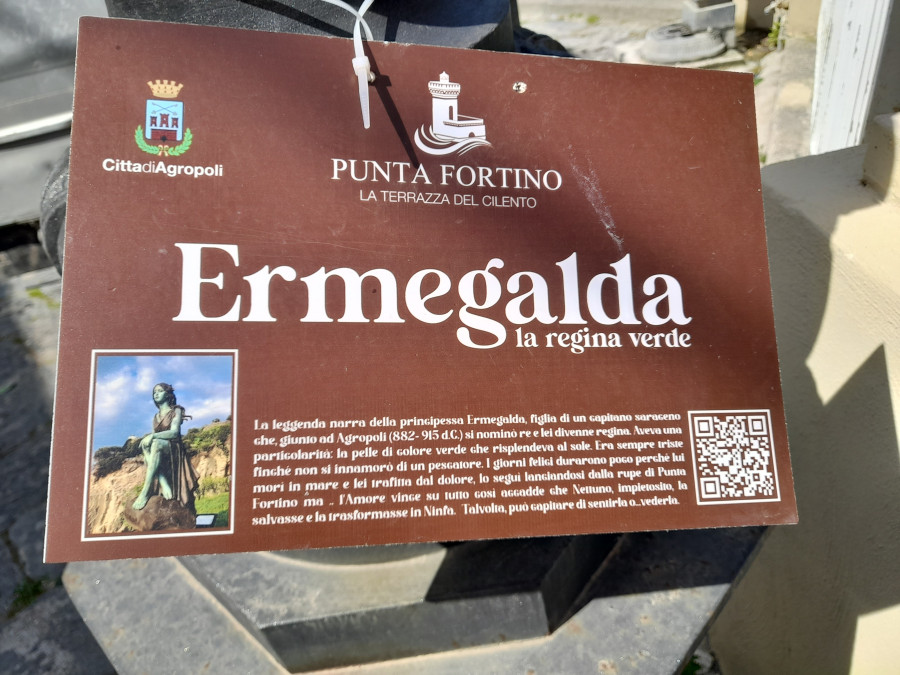 CittadiAgropoli
PUNTA FORTINO
LA TERRAZZA DEL CILENTO
Ermegalda
la regina verde
La leggenda narra della principessa Ermegalda, figlia di un capitano saraceno
che, giunto ad Agropoli (882- 915 d.C.) si nominò re e lei divenne regina. Aveva una
particolarità: la pelle di colore verde che risplendeva al sole. Era sempre triste
finché non si innamorò di un pescatore. I giorni felici durarono poco perché lui
morì in mare e lei trafitta dal dolore, lo seguì lanciandosi dalla rupe di Punta
Fortino ma .. l'Amore vince su tutto così accadde che Nettuno, impietosito, la
salvasse e la trasformasse in Ninfa. Talvolta, può capitare di sentirla o...vederla.